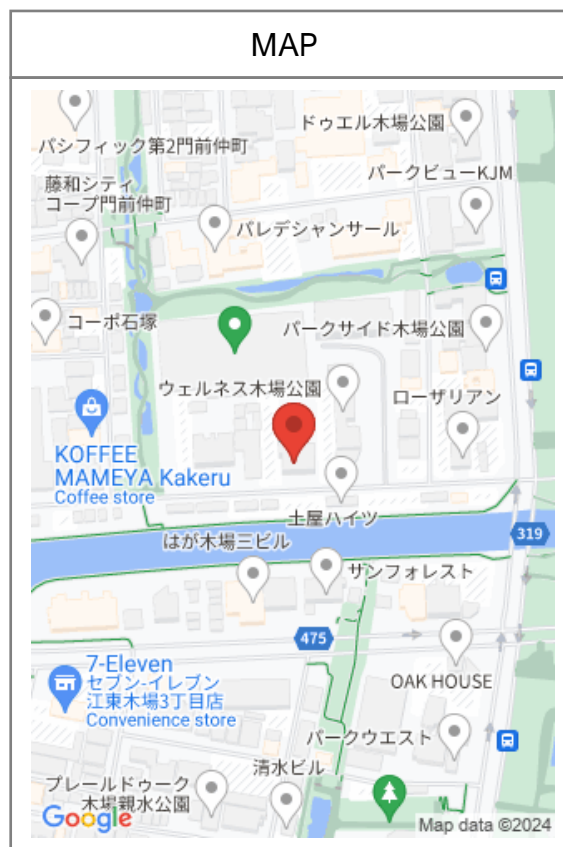 MAP
ドゥエル木場公園
パシフィック第2門前仲町
パークビューKJM
藤和シティ
コープ門前仲町
パレデシャンサール
コーポ石塚
パークサイド木場公園
ウェルネス木場公園
ローザリアン
KOFFEE
MAMEYA Kakeru
Coffee store
土屋ハイツ
319
はが木場三ビル
サンフォレスト
475
7-Eleven
セブン-イレブン
江東木場3丁目店
Convenience store
OAK HOUSE
パークウエスト
清水ビル
プレールドゥーク
木場親水公園
Google
Map data ©2024